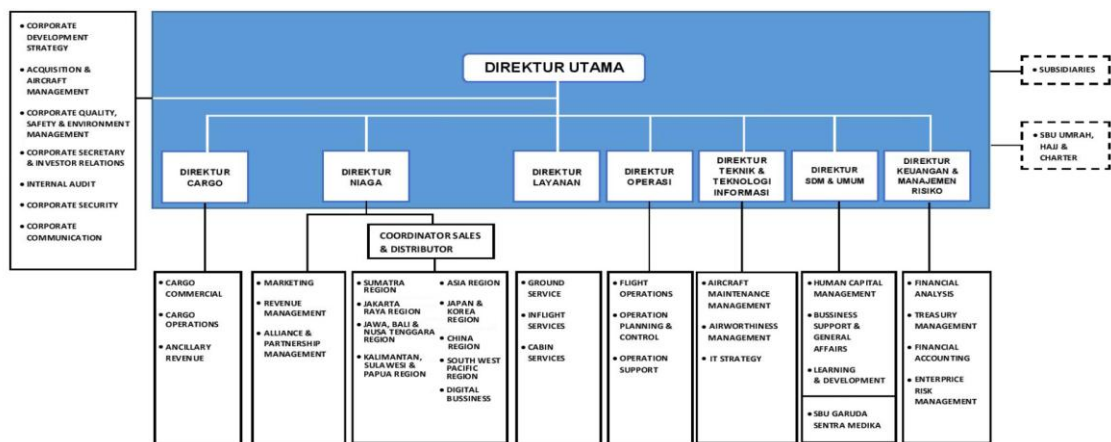 • CORPORATE
DEVELOPMENT
STRATEGY
• ACQUISITION &
AIRCRAFT
MANAGEMENT
• CORPORATE QUALITY,
SAFETY & ENVIRONMENT
MANAGEMENT
• CORPORATE SECRETARY
& INVESTOR RELATIONS
• INTERNAL AUDIT
• CORPORATE SECURITY
• CORPORATE
COMMUNICATION
DIREKTUR UTAMA
• SUBSIDIARIES
• SBU UMRAH,
HAJJ &
CHARTER
DIREKTUR
CARGO
DIREKTUR
NIAGA
DIREKTUR
LAYANAN
DIREKTUR
OPERASI
DIREKTUR
TEKNIK &
TEKNOLOGI
INFORMASI
DIREKTUR
SDM & UMUM
DIREKTUR
KEUANGAN &
MANAJEMEN
RISIKO
COORDINATOR SALES
& DISTRIBUTOR
• CARGO
COMMERCIAL
• CARGO
OPERATIONS
• ANCILLARY
REVENUE
• MARKETING
• REVENUE
MANAGEMENT
• ALLIANCE &
PARTNERSHIP
MANAGEMENT
• SUMATRA
REGION
• JAKARTA
RAYA REGION
• JAWA, BALI &
NUSA TENGGARA
REGION
• KALIMANTAN,
SULAWESI &
PAPUA REGION
• ASIA REGION
• JAPAN &
KOREA
REGION
• CHINA
REGION
• SOUTH WEST
PACIFIC
REGION
• DIGITAL
BUSSINESS
• GROUND
SERVICE
• INFLIGHT
SERVICES
• CABIN
SERVICES
• FLIGHT
OPERATIONS
• OPERATION
PLANNING &
CONTROL
• OPERATION
SUPPORT
• AIRCRAFT
MAINTENANCE
MANAGEMENT
• AIRWORTHINESS
MANAGEMENT
• IT STRATEGY
• HUMAN CAPITAL
MANAGEMENT
• BUSSINESS
SUPPORT &
GENERAL
AFFAIRS
• LEARNING
& DEVELOPMENT
• SBU GARUDA
SENTRA MEDIKA
• FINANCIAL
ANALYSIS
• TREASURY
MANAGEMENT
• FINANCIAL
ACCOUNTING
• ENTERPRICE
RISK
MANAGEMENT